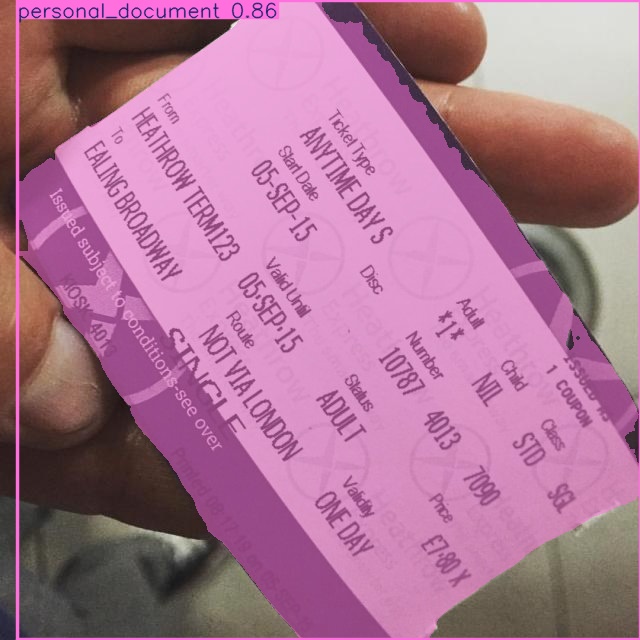 personal_document 0.86
Ticket Type
ANYTIME DAY S
Adult
*1*
Child
NIL
Class
STD SGL
1 COUPON
Start Date
05-SEP-15
Disc
Number
10787 4013 7090
From
HEATHROW TERM123
Valid Until
05-SEP-15
Status
ADULT
Price
£7·80 X
To
EALING BROADWAY
Route
NOT VIA LONDON
Validity
ONE DAY
SINGLE
Issued subject to conditions-see over
KIOSK 4013